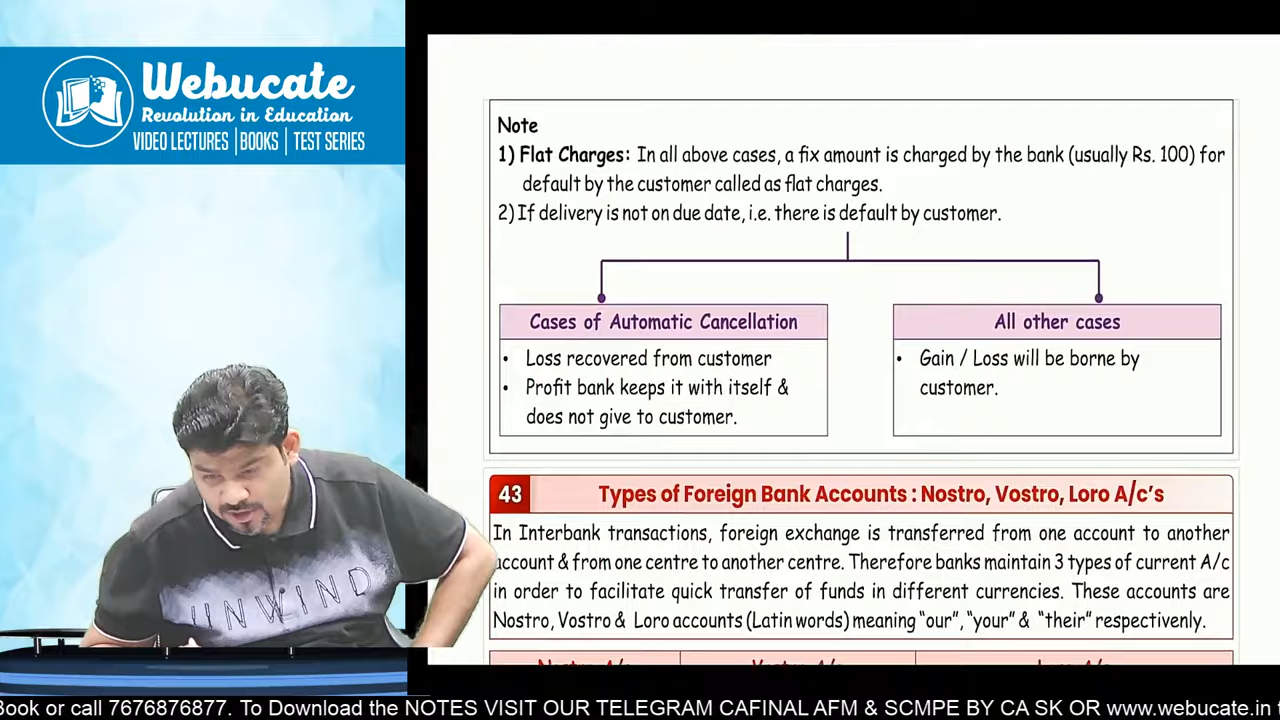 Webucate
Revolution in Education
VIDEO LECTURES | BOOKS | TEST SERIES
Note
1) Flat Charges: In all above cases, a fix amount is charged by the bank (usually Rs. 100) for
default by the customer called as flat charges.
2) If delivery is not on due date, i.e. there is default by customer.
Cases of Automatic Cancellation
• Loss recovered from customer
• Profit bank keeps it with itself &
does not give to customer.
All other cases
• Gain / Loss will be borne by
customer.
43 Types of Foreign Bank Accounts : Nostro, Vostro, Loro A/c's
In Interbank transactions, foreign exchange is transferred from one account to another
account & from one centre to another centre. Therefore banks maintain 3 types of current A/c
in order to facilitate quick transfer of funds in different currencies. These accounts are
Nostro, Vostro & Loro accounts (Latin words) meaning “our”, “your” & “their” respectivenly.
UNWIND
Book or call 7676876877. To Download the NOTES VISIT OUR TELEGRAM CAFINAL AFM & SCMPE BY CA SK OR www.webucate.in